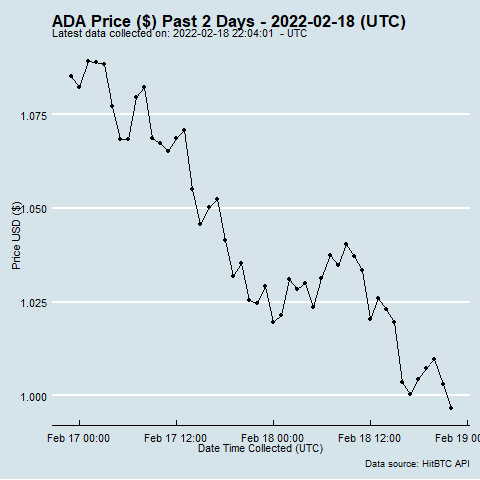 ADA Price ($) Past 2 Days - 2022-02-18 (UTC)
Latest data collected on: 2022-02-18 22:04:01 - UTC
1.075
1.050
1.025
1.000
Price USD ($)
Feb 17 00:00 Feb 17 12:00 Feb 18 00:00 Feb 18 12:00 Feb 19 00
Date Time Collected (UTC)
Data source: HitBTC API